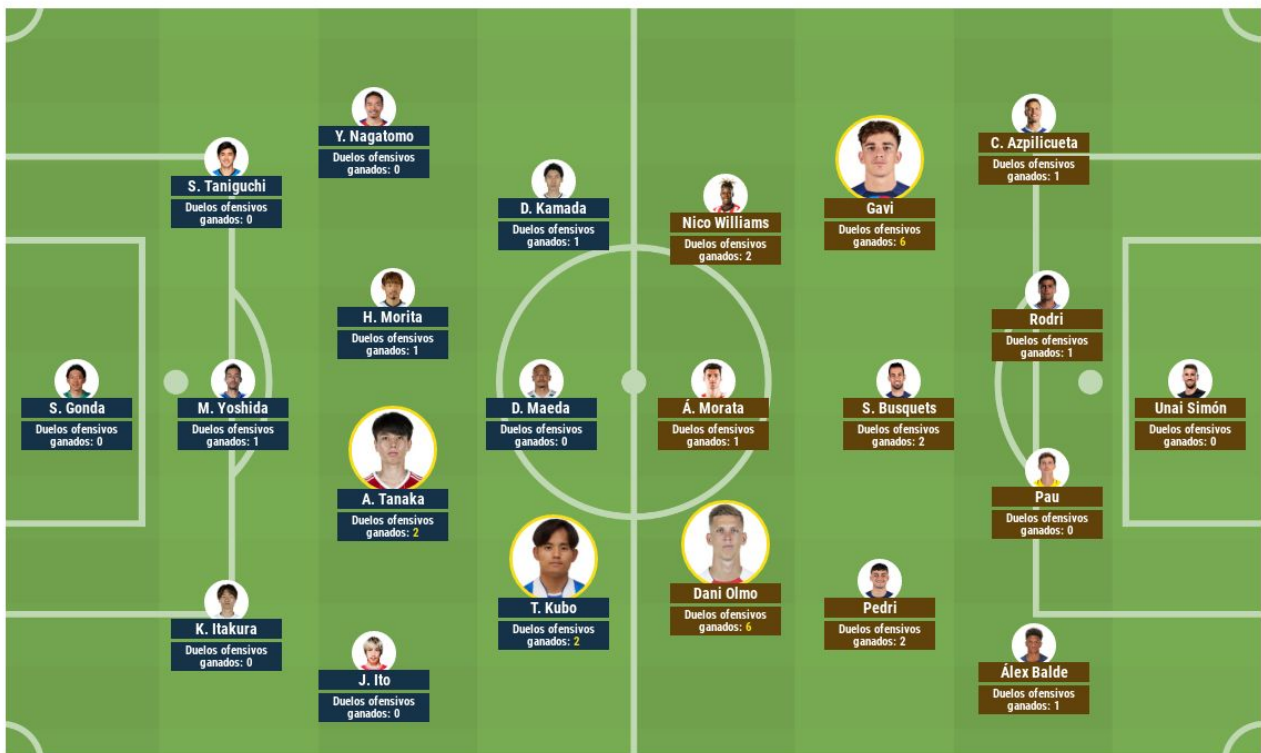 Y. Nagatomo
Duelos ofensivos
ganados: 0
S. Taniguchi
Duelos ofensivos
ganados: 0
D. Kamada
Duelos ofensivos
ganados: 1
H. Morita
Duelos ofensivos
ganados: 1
S. Gonda
Duelos ofensivos
ganados: 0
M. Yoshida
Duelos ofensivos
ganados: 1
D. Maeda
Duelos ofensivos
ganados: 0
A. Tanaka
Duelos ofensivos
ganados: 2
T. Kubo
Duelos ofensivos
ganados: 2
K. Itakura
Duelos ofensivos
ganados: 0
J. Ito
Duelos ofensivos
ganados: 0
C. Azpilicueta
Duelos ofensivos
ganados: 1
Gavi
Duelos ofensivos
ganados: 6
Nico Williams
Duelos ofensivos
ganados: 2
Rodri
Duelos ofensivos
ganados: 1
Á. Morata
Duelos ofensivos
ganados: 1
S. Busquets
Duelos ofensivos
ganados: 2
Unai Simón
Duelos ofensivos
ganados: 0
Pau
Duelos ofensivos
ganados: 0
Dani Olmo
Duelos ofensivos
ganados: 6
Pedri
Duelos ofensivos
ganados: 2
Álex Balde
Duelos ofensivos
ganados: 1